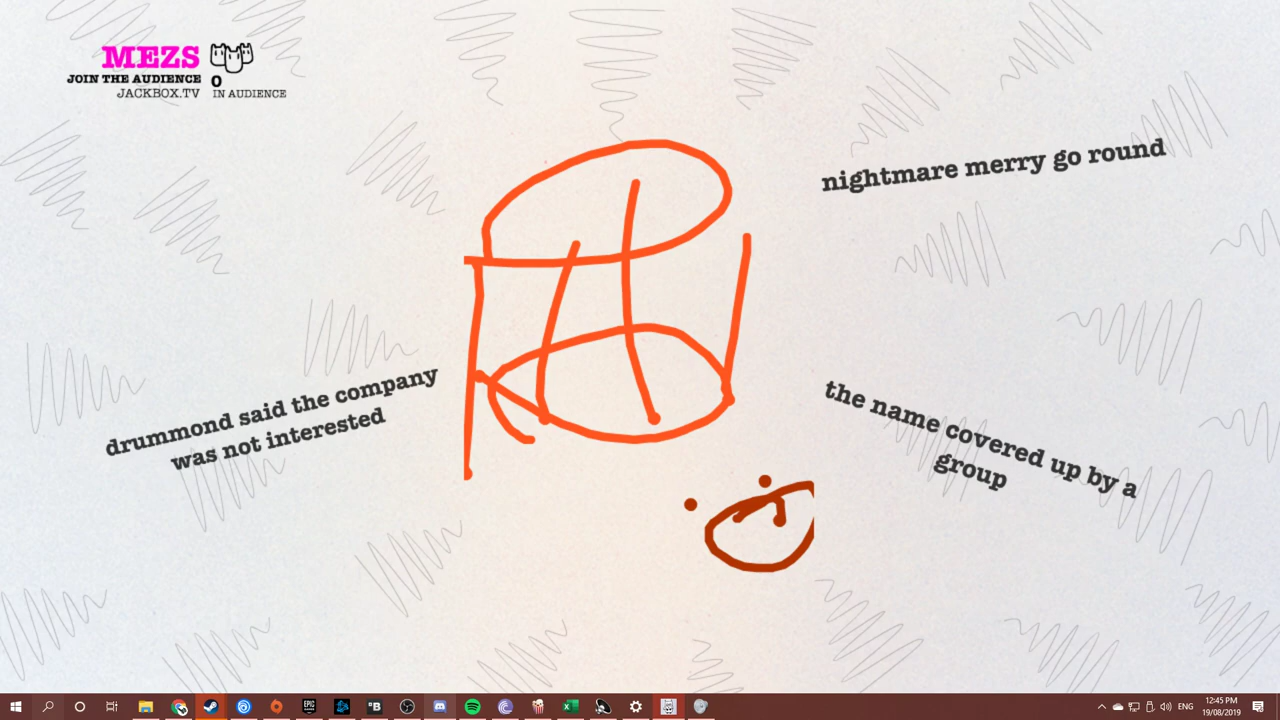 MEZS
JOIN THE AUDIENCE
JACKBOX.TV
0
IN AUDIENCE
nightmare merry go round
drummond said the company
was not interested
the name covered up by a
group
EPIC
B
ENG
12:45 PM
19/08/2019